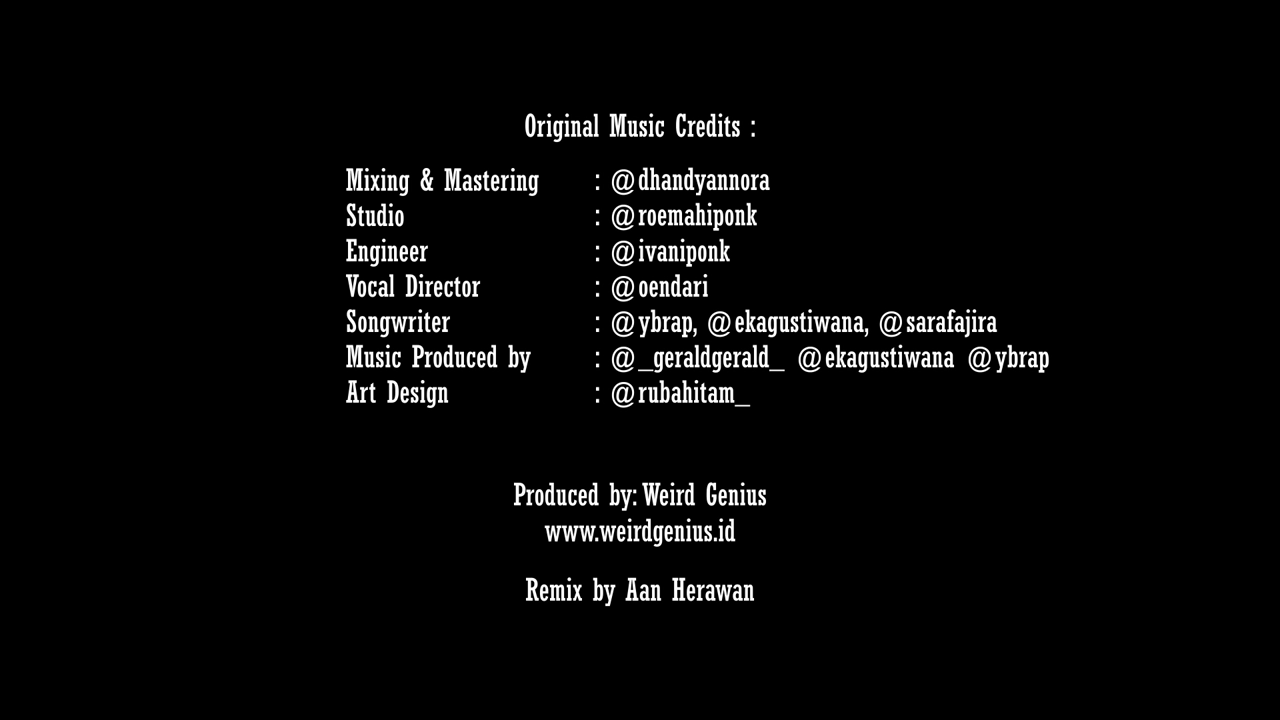 Original Music Credits :
Mixing & Mastering : @dhandyannora
Studio : @roemahiponk
Engineer : @ivaniponk
Vocal Director : @oendari
Songwriter : @ybrap, @ekagustiwana, @sarafajira
Music Produced by : @_geraldgerald_ @ekagustiwana @ybrap
Art Design : @rubahitam_
Produced by: Weird Genius
www.weirdgenius.id
Remix by Aan Herawan